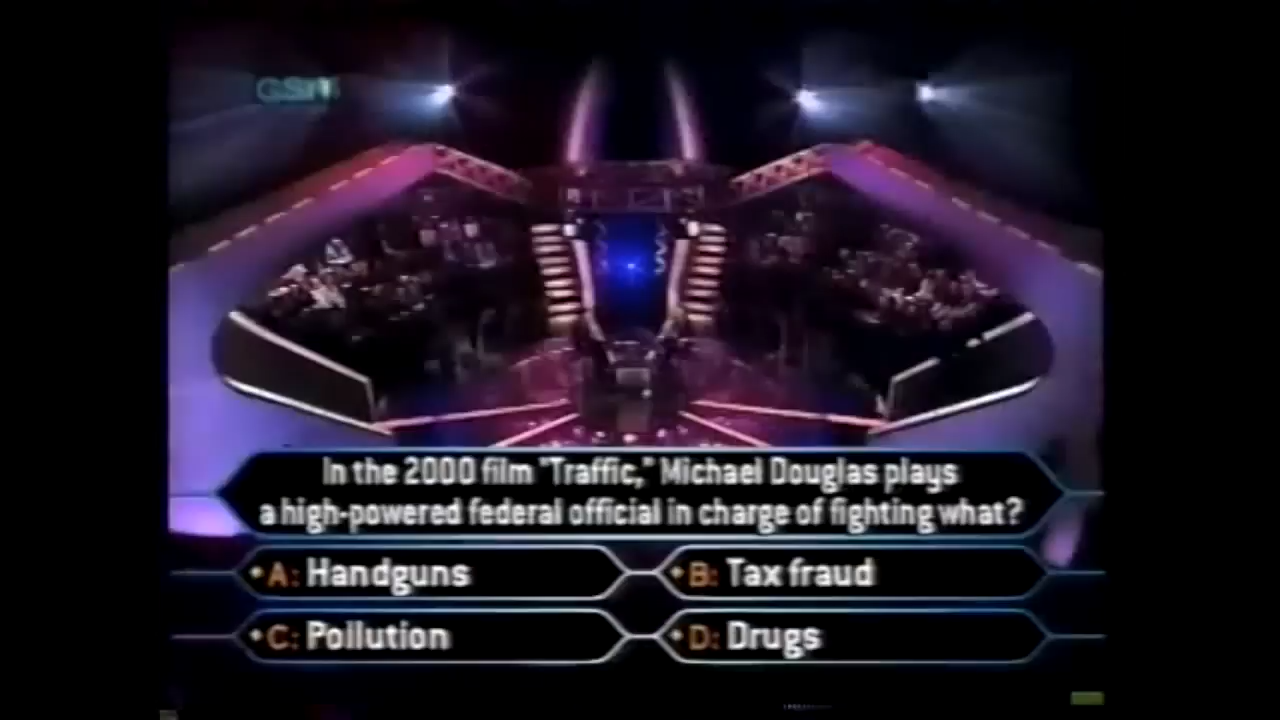 In the 2000 film "Traffic," Michael Douglas plays
a high-powered federal official in charge of fighting what?
A: Handguns
B: Tax fraud
C: Pollution
D: Drugs